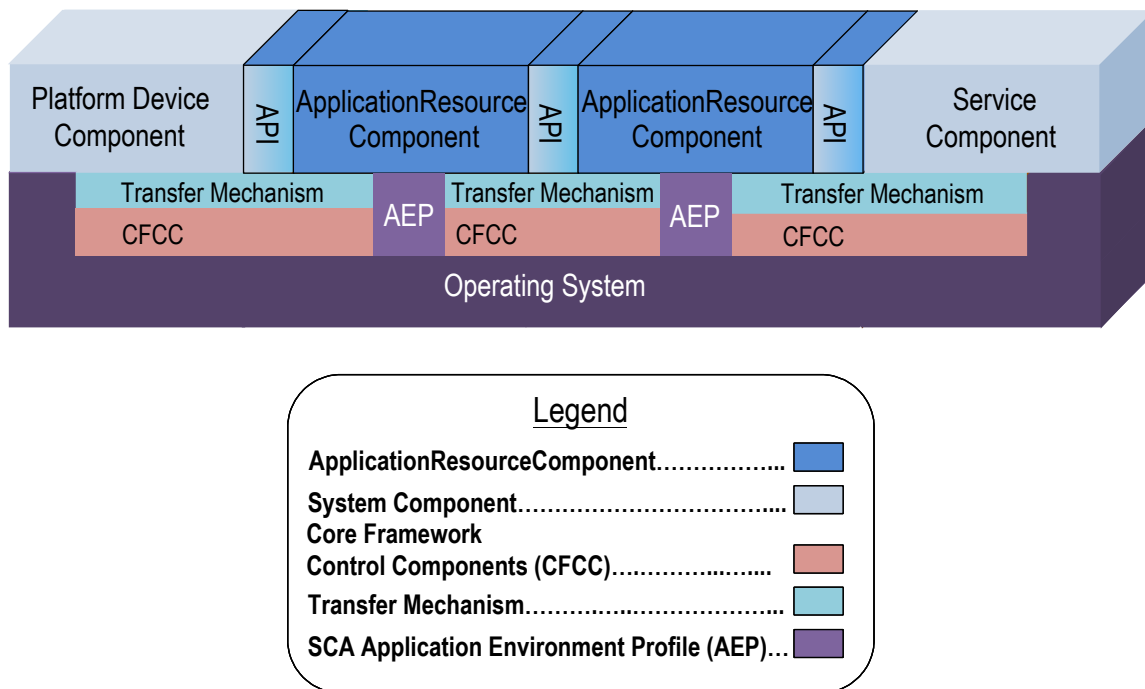 Platform Device
Component
API
ApplicationResource
Component
API
ApplicationResource
Component
API
Service
Component
Transfer Mechanism
AEP
Transfer Mechanism
AEP
Transfer Mechanism
CFCC
CFCC
CFCC
Operating System
Legend
ApplicationResourceComponent……………...
System Component…………………………....
Core Framework
Control Components (CFCC)….………...…....
Transfer Mechanism……….…..………………...
SCA Application Environment Profile (AEP)…